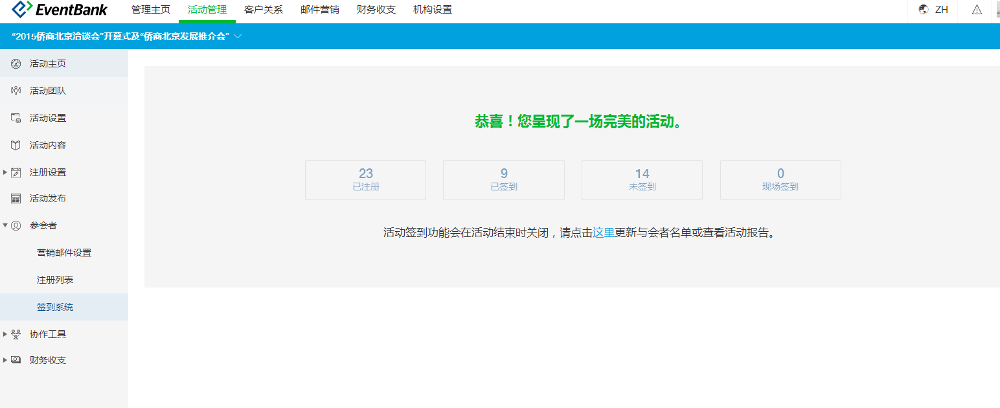 EventBank 管理主页 活动管理 客户关系 邮件营销 财务收支 机构设置 ZH
“2015侨商北京洽谈会”开幕式及“侨商北京发展推介会”
活动主页
活动团队
活动设置
活动内容
注册设置
活动发布
参会者
营销邮件设置
注册列表
签到系统
协作工具
财务收支
恭喜！您呈现了一场完美的活动。
23 9 14 0
已注册 已签到 未签到 现场签到
活动签到功能会在活动结束时关闭，请点击这里更新与会者名单或查看活动报告。